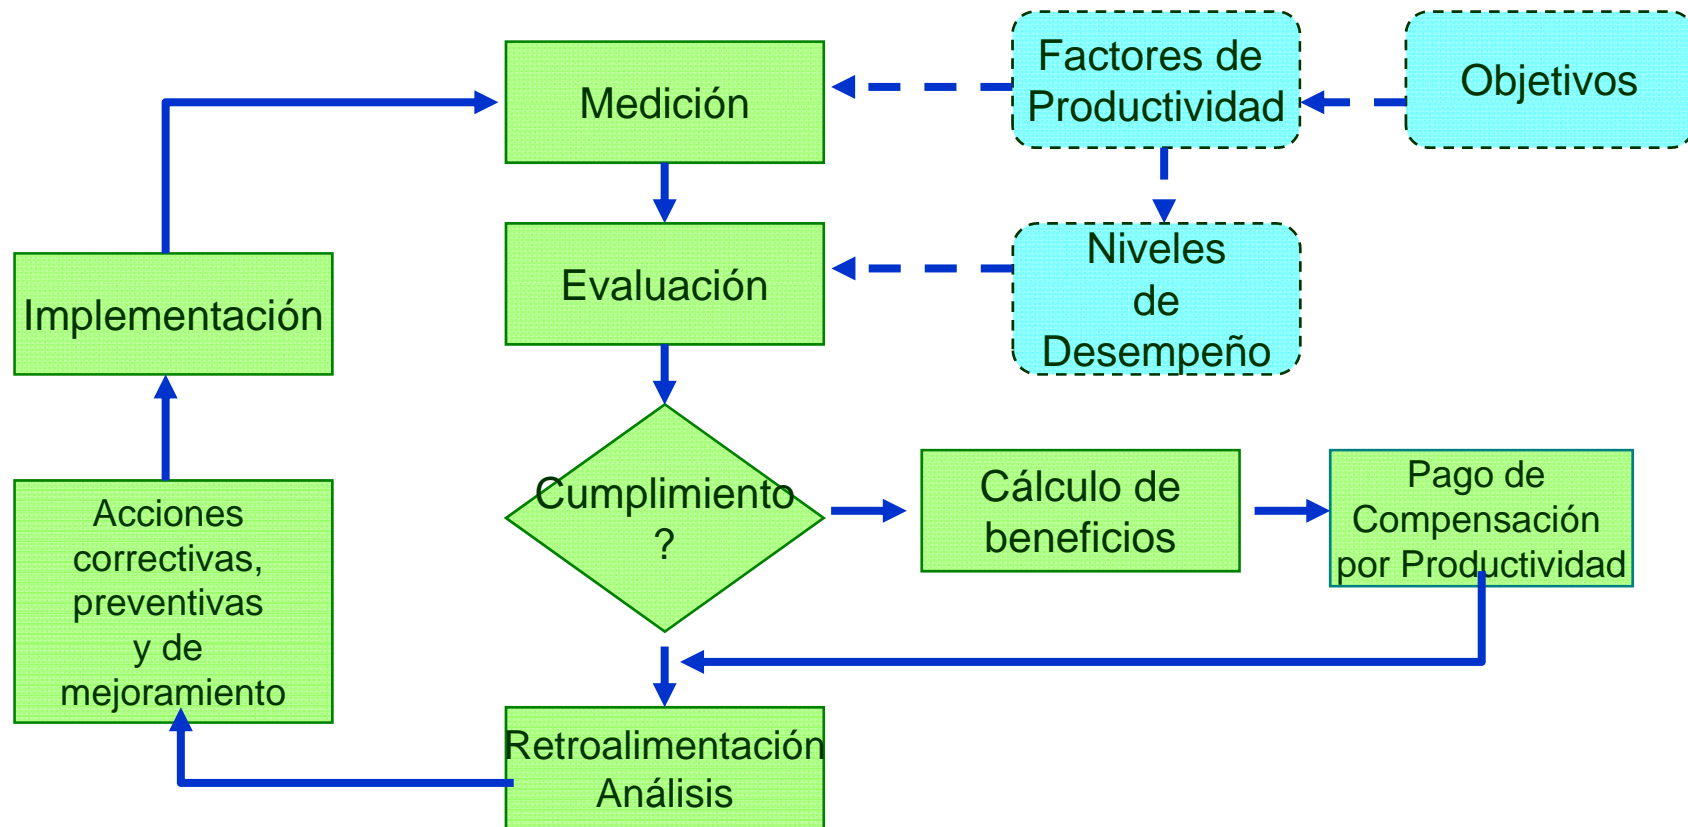 Medición
Factores de
Productividad
Objetivos
Evaluación
Niveles
de
Desempeño
Implementación
Cumplimiento
?
Cálculo de
beneficios
Pago de
Compensación
por Productividad
Acciones
correctivas,
preventivas
y de
mejoramiento
Retroalimentación
Análisis